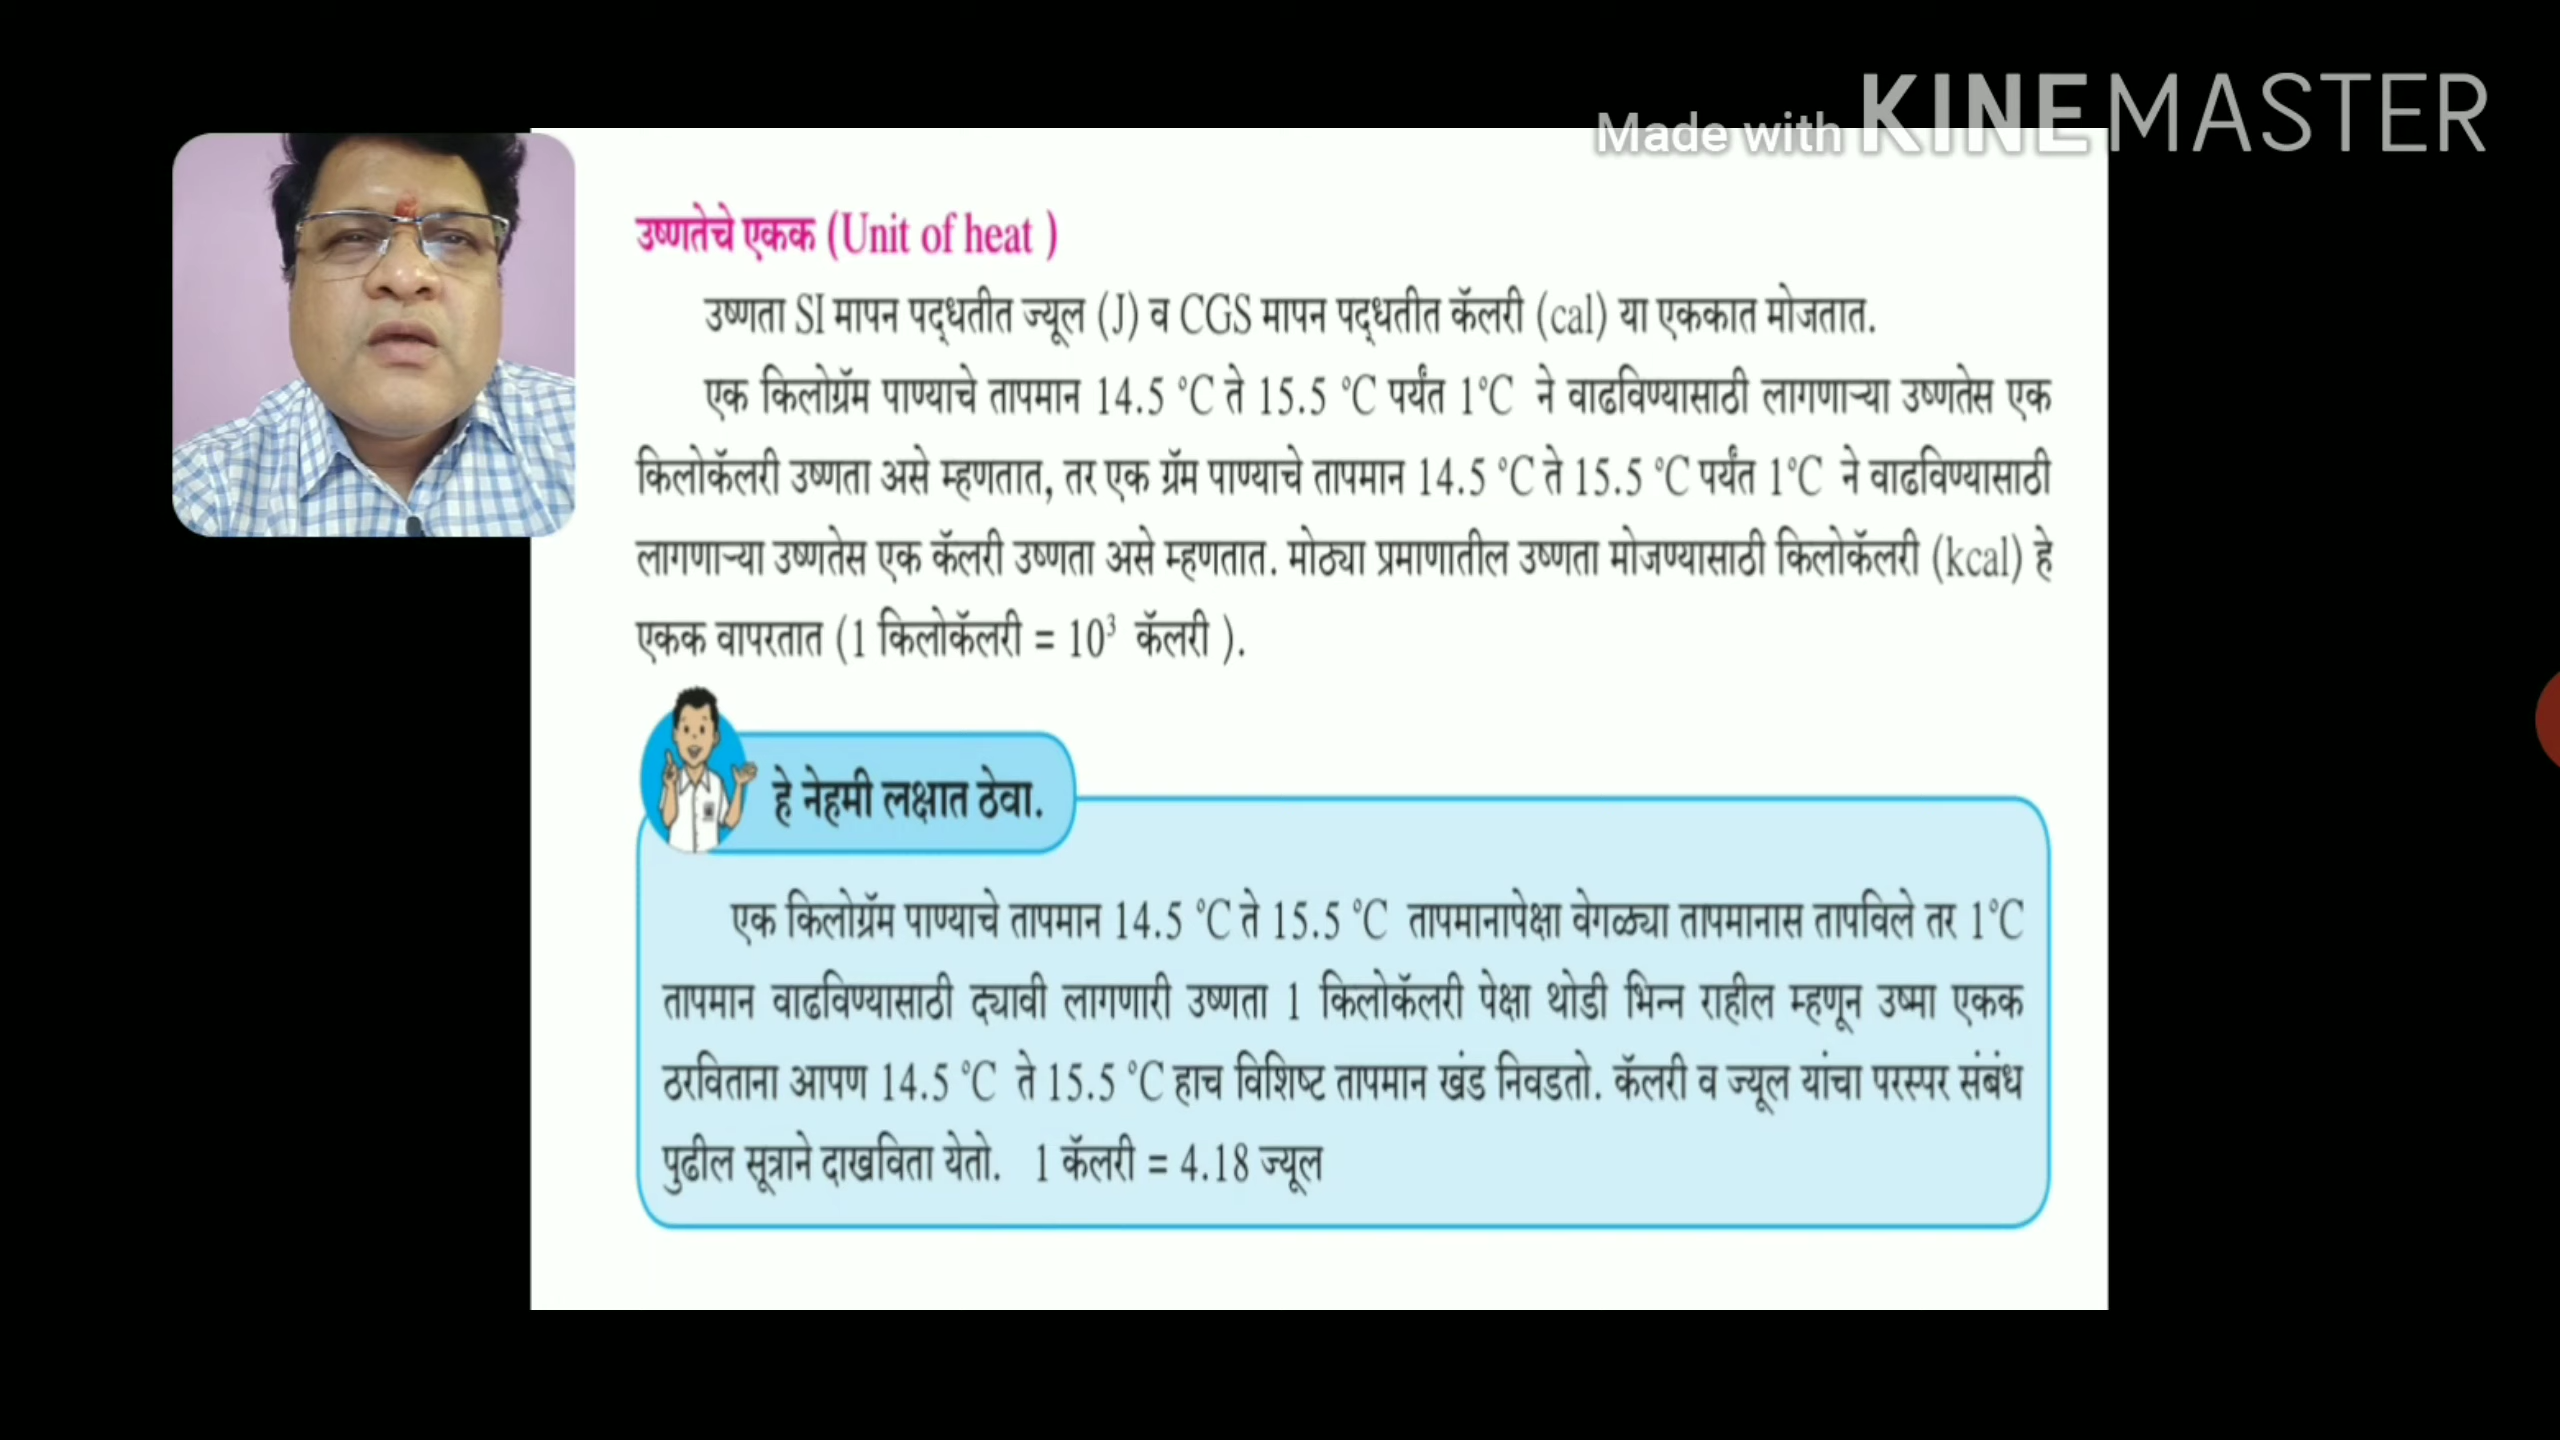 Made with KINEMASTER
उष्णतेचे एकक (Unit of heat )
उष्णता SI मापन पद्धतीत ज्यूल (J) व CGS मापन पद्धतीत कॅलरी (cal) या एककात मोजतात.
एक किलोग्रॅम पाण्याचे तापमान 14.5 °C ते 15.5 °C पर्यंत 1°C ने वाढविण्यासाठी लागणाऱ्या उष्णतेस एक
किलोकॅलरी उष्णता असे म्हणतात, तर एक ग्रॅम पाण्याचे तापमान 14.5 °C ते 15.5 °C पर्यंत 1°C ने वाढविण्यासाठी
लागणाऱ्या उष्णतेस एक कॅलरी उष्णता असे म्हणतात. मोठ्या प्रमाणातील उष्णता मोजण्यासाठी किलोकॅलरी (kcal) हे
एकक वापरतात (1 किलोकॅलरी = 10³ कॅलरी ).
हे नेहमी लक्षात ठेवा.
एक किलोग्रॅम पाण्याचे तापमान 14.5 °C ते 15.5 °C तापमानापेक्षा वेगळ्या तापमानास तापविले तर 1°C
तापमान वाढविण्यासाठी द्यावी लागणारी उष्णता 1 किलोकॅलरी पेक्षा थोडी भिन्न राहील म्हणून उष्मा एकक
ठरविताना आपण 14.5 °C ते 15.5 °C हाच विशिष्ट तापमान खंड निवडतो. कॅलरी व ज्यूल यांचा परस्पर संबंध
पुढील सूत्राने दाखविता येतो. 1 कॅलरी = 4.18 ज्यूल